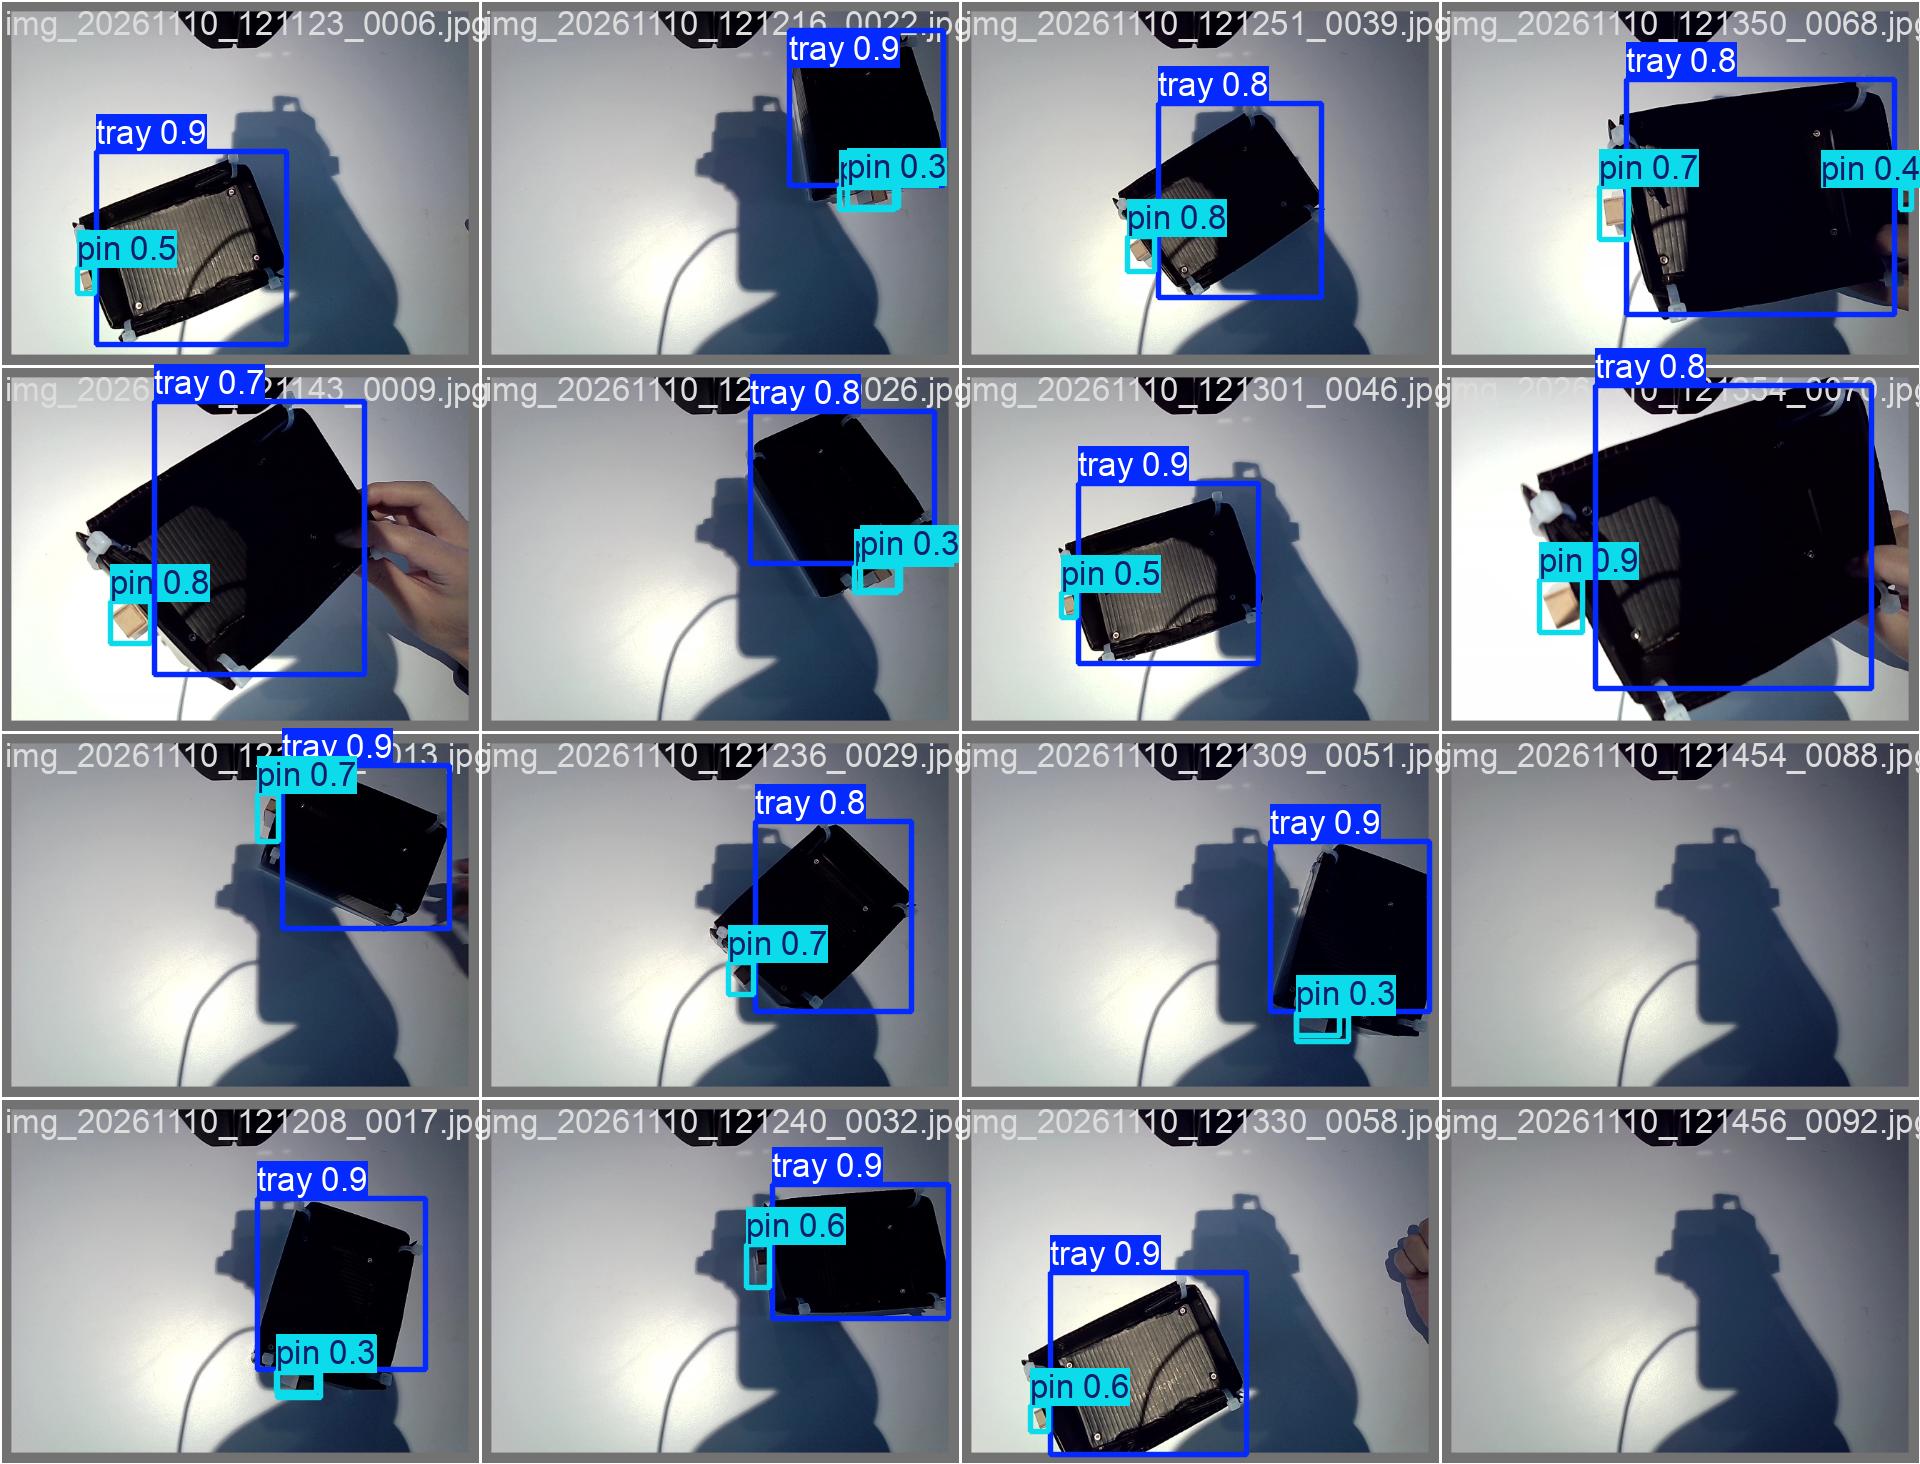 img_20261110_121123_0006.jpg
tray 0.9
pin 0.5
img_20261110_121216_0022.jpg
tray 0.9
pin 0.3
img_20261110_121251_0039.jpg
tray 0.8
pin 0.8
img_20261110_121350_0068.jpg
tray 0.8
pin 0.7
pin 0.4
tray 0.7
pin 0.8
tray 0.8
pin 0.3
img_20261110_121301_0046.jpg
tray 0.9
pin 0.5
tray 0.8
pin 0.9
tray 0.9
pin 0.7
img_20261110_121236_0029.jpg
tray 0.8
pin 0.7
img_20261110_121309_0051.jpg
tray 0.9
pin 0.3
img_20261110_121454_0088.jpg
img_20261110_121208_0017.jpg
tray 0.9
pin 0.3
img_20261110_121240_0032.jpg
tray 0.9
pin 0.6
img_20261110_121330_0058.jpg
tray 0.9
pin 0.6
img_20261110_121456_0092.jpg